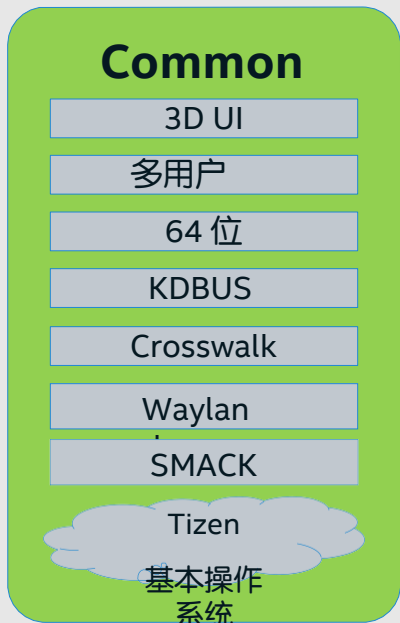 Common
3D UI
多用户
64 位
KDBUS
Crosswalk
Waylan
SMACK
Tizen
基本操作
系统